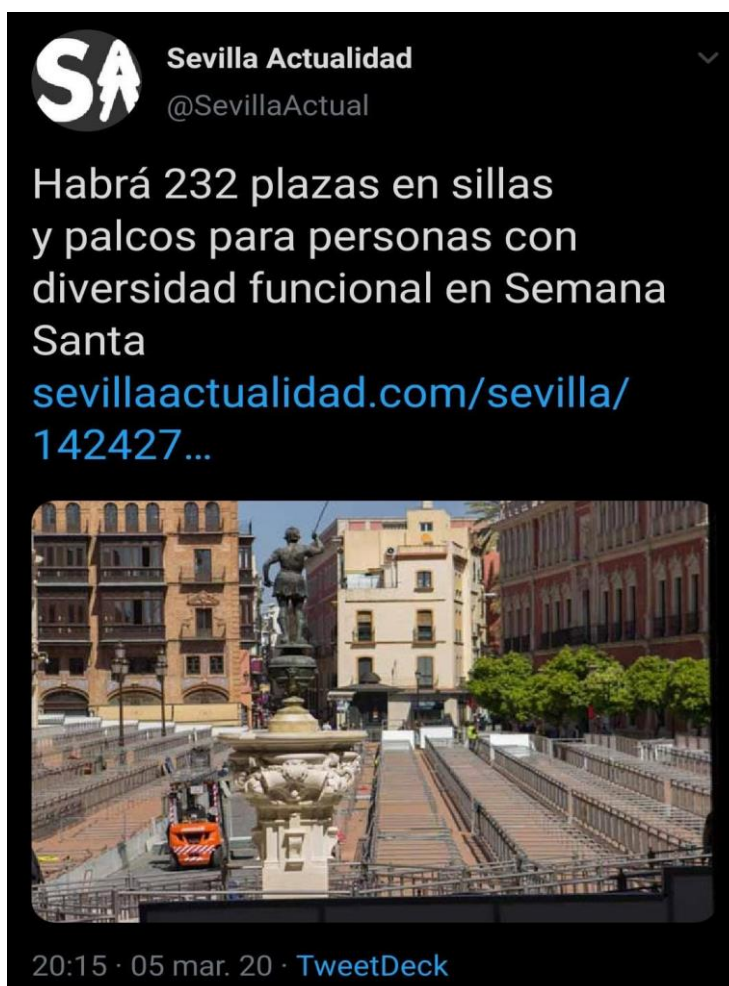 SA
Sevilla Actualidad
@SevillaActual
Habrá 232 plazas en sillas
y palcos para personas con
diversidad funcional en Semana
Santa
sevillaactualidad.com/sevilla/
142427...
20:15 · 05 mar. 20 · TweetDeck